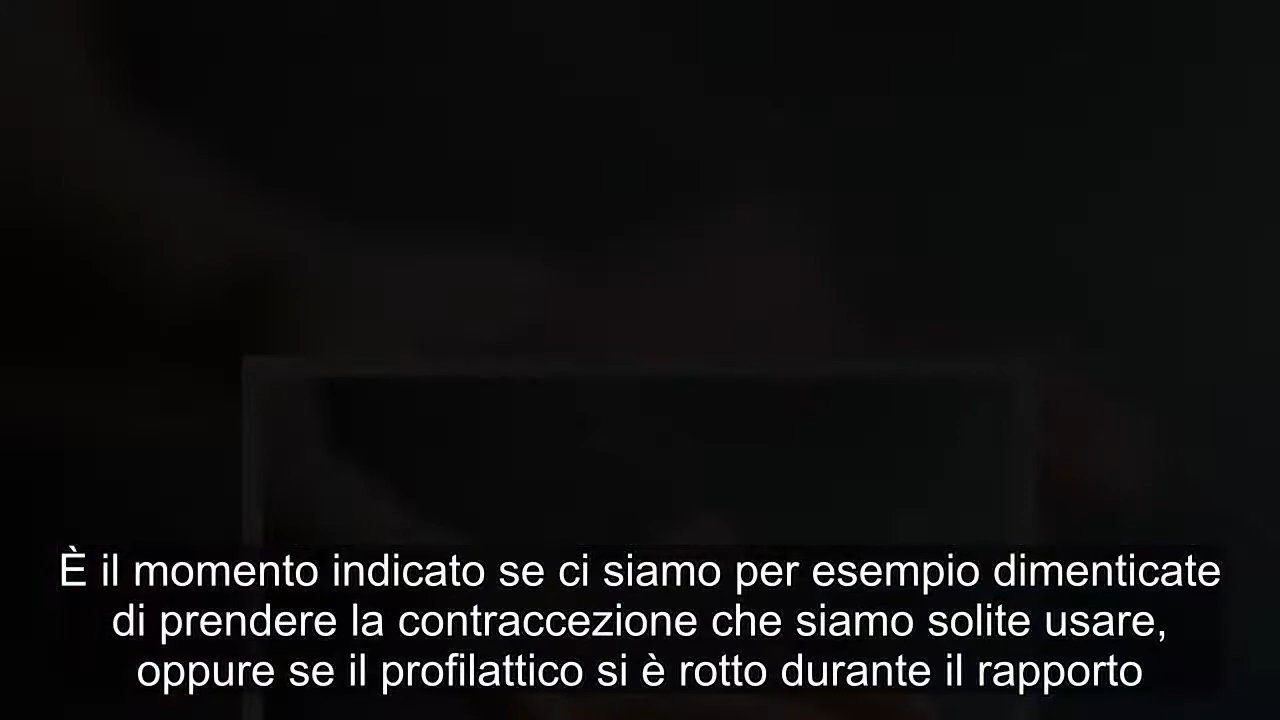 È il momento indicato se ci siamo per esempio dimenticate
di prendere la contraccezione che siamo solite usare,
oppure se il profilattico si è rotto durante il rapporto